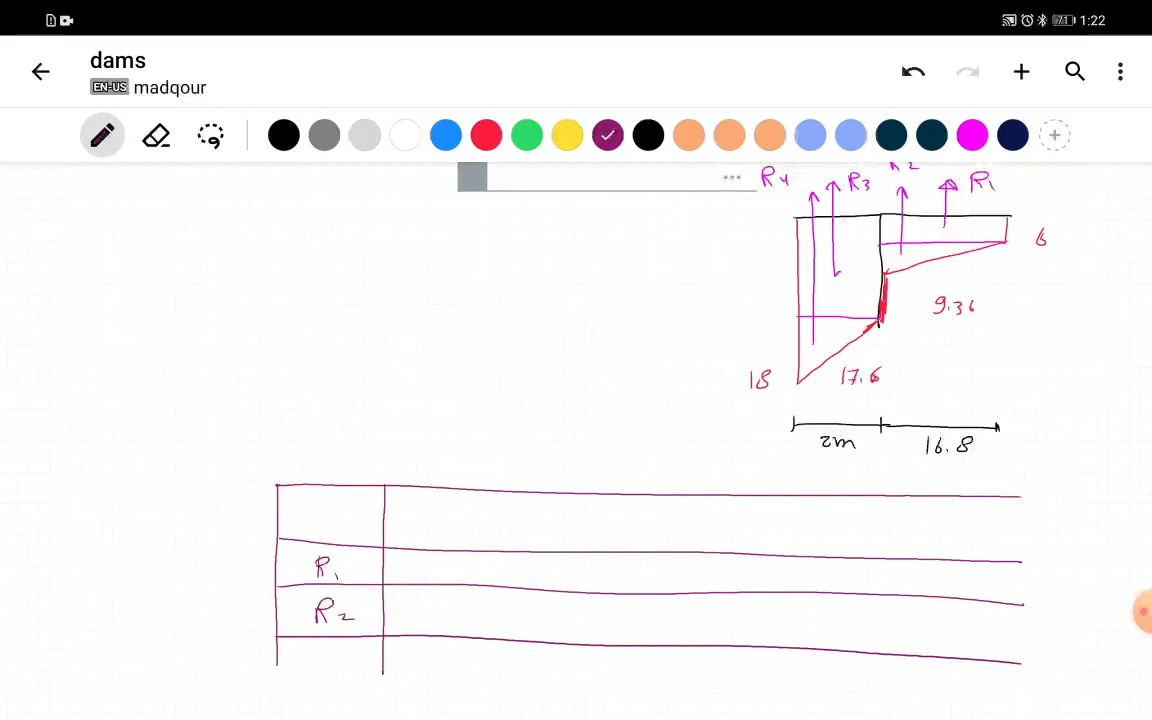 1:22
dams
EN-US madqour
R4 R3 R2 R1
6
9.36
18 17.6
2m 16.8
R1
R2